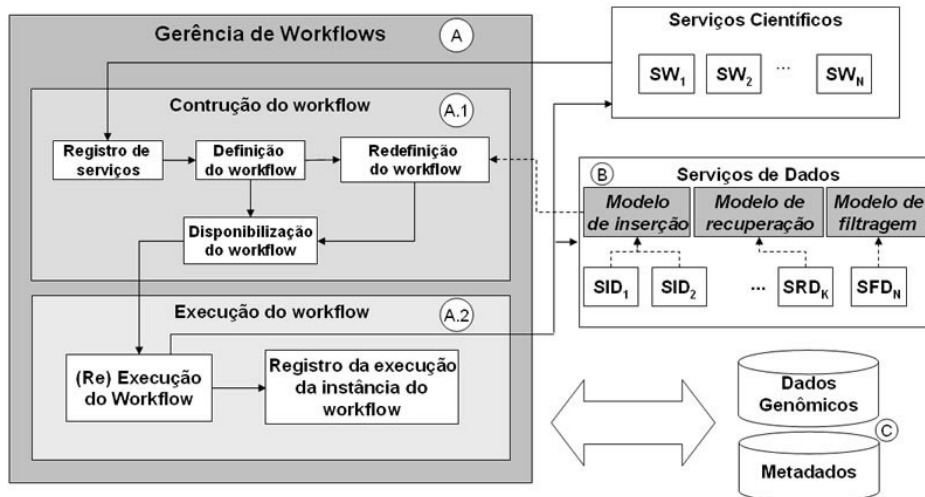 Gerência de Workflows
A
Contrução do workflow
A.1
Registro de
serviços
Definição
do workflow
Redefinição
do workflow
Disponibilização
do workflow
Execução do workflow
A.2
(Re) Execução
do Workflow
Registro da execução
da instância do
workflow
Serviços Científicos
SW1
SW2
...
SWN
B
Serviços de Dados
Modelo
de inserção
Modelo de
recuperação
Modelo de
filtragem
SID1
SID2
...
SRDK
SFDN
Dados
Genômicos
C
Metadados